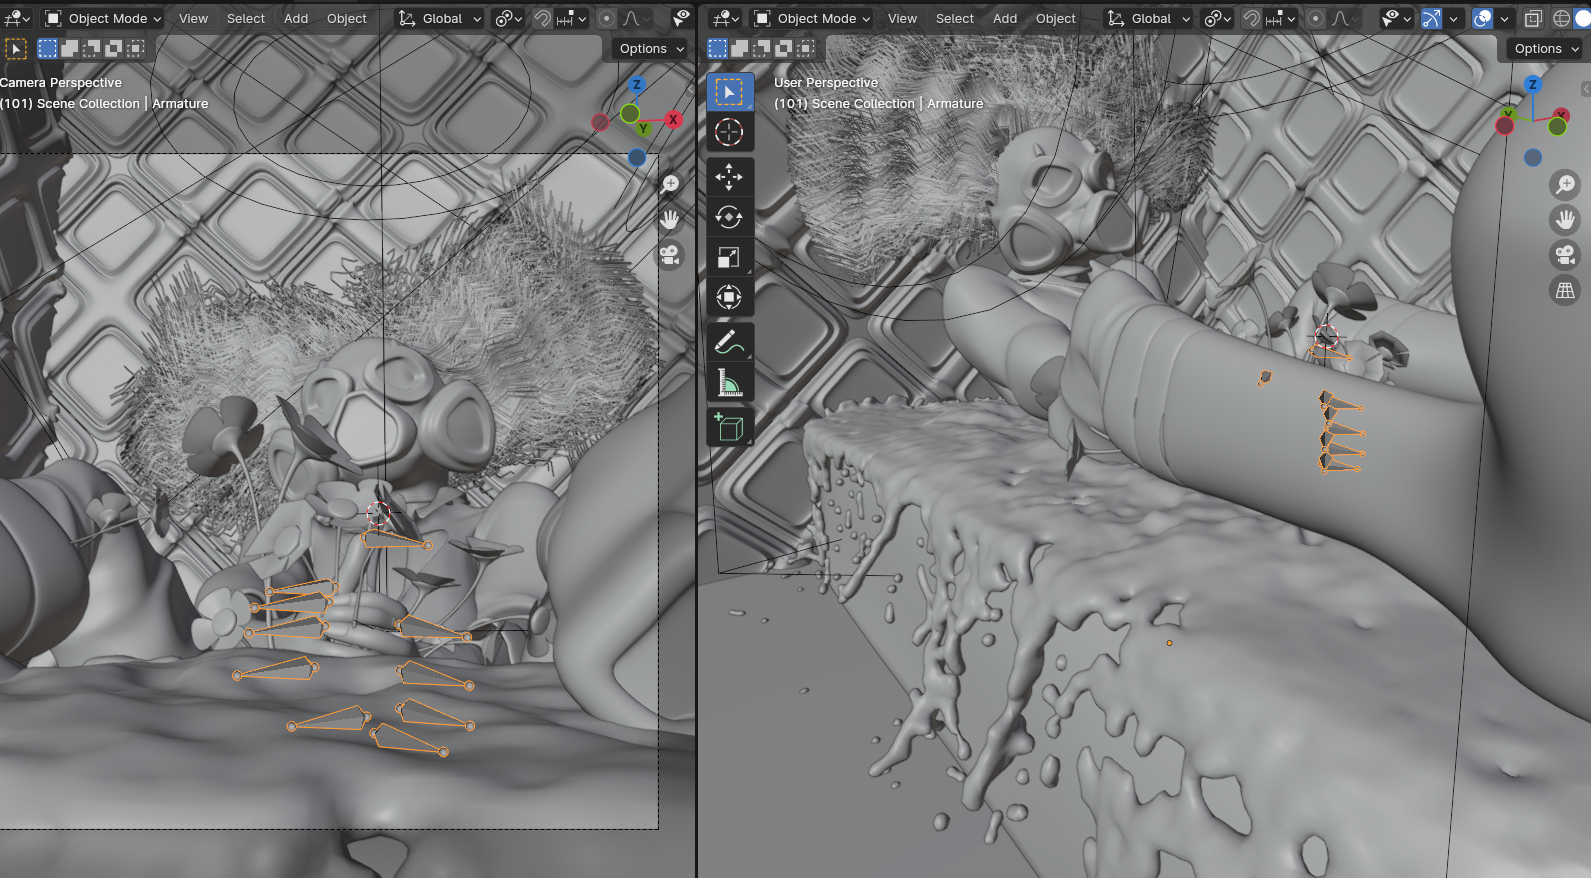 Object Mode View Select Add Object Global
Options
Camera Perspective
(101) Scene Collection | Armature
Z
X
Y
Object Mode View Select Add Object Global
Options
User Perspective
(101) Scene Collection | Armature
Z
Y
X